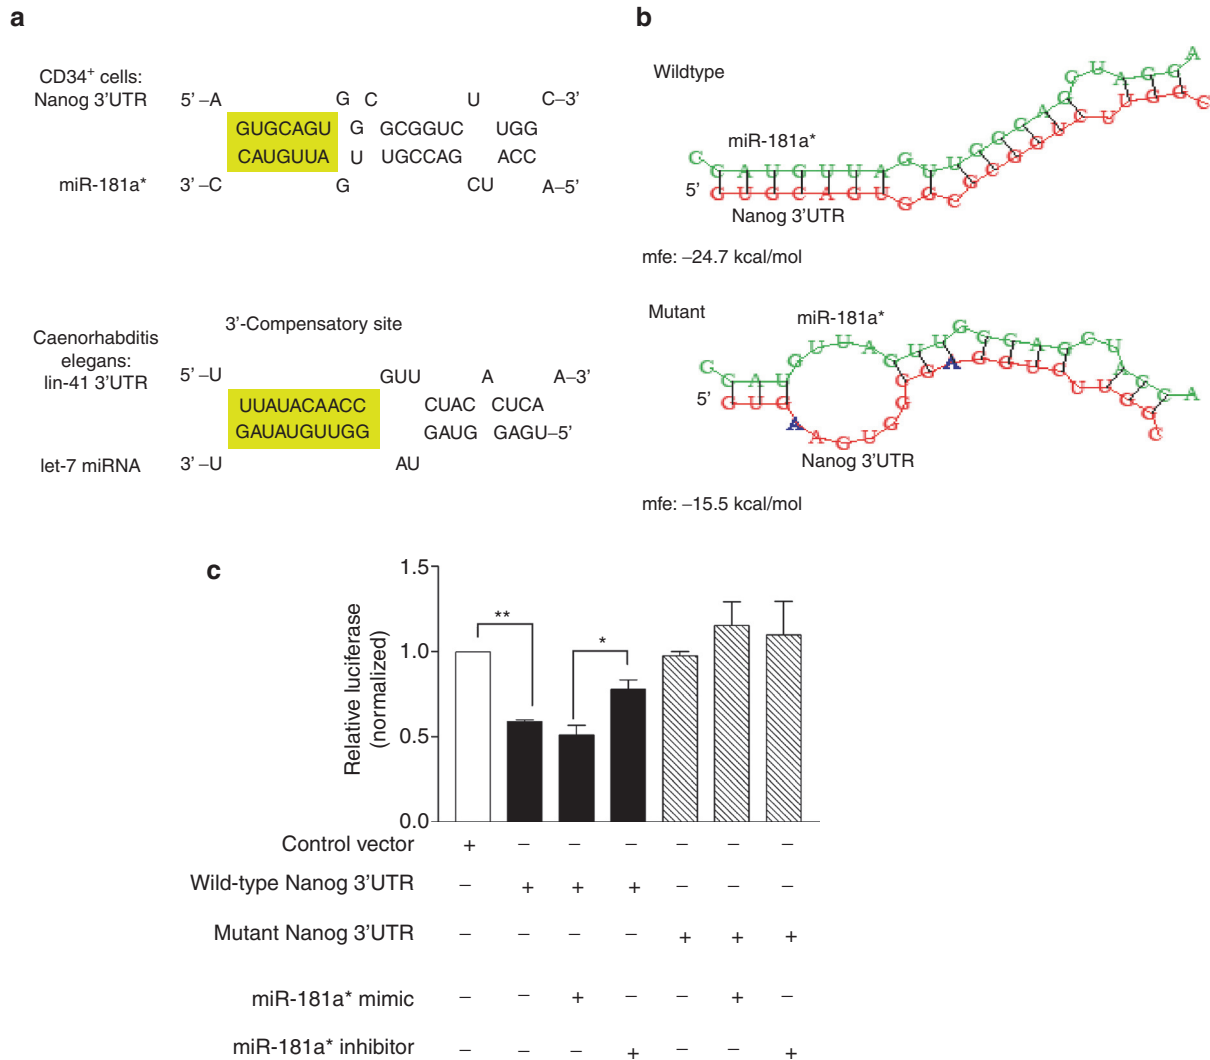 a
CD34+ cells:
Nanog 3'UTR 5' –A G C U C–3'
GUGCAGU G GCGGUC UGG
CAUGUUA U UGCCAG ACC
miR-181a* 3' –C G CU A–5'
3'-Compensatory site
Caenorhabditis
elegans:
lin-41 3'UTR
5' –U GUU A A–3'
UUAUACAACC CUAC CUCA
GAUAUGUUGG GAUG GAGU–5'
let-7 miRNA 3' –U AU
b
Wildtype
miR-181a*
CCAUGUUAGUUGCCAGCUACCA
5'
GUGCAGUGGCGCGGUCUUGGC
Nanog 3'UTR
mfe: –24.7 kcal/mol
Mutant
miR-181a*
CCAUGUUAGUUGCCAGCUACCA
5'
GUGAAGUGGCGAGGUCUUGGC
Nanog 3'UTR
mfe: –15.5 kcal/mol
c
Relative luciferase
(normalized)
1.5
1.0
0.5
0.0
**
*
Control vector + – – – – – –
Wild-type Nanog 3'UTR – + + + – – –
Mutant Nanog 3'UTR – – – – + + +
miR-181a* mimic – – + – – + –
miR-181a* inhibitor – – – + – – +